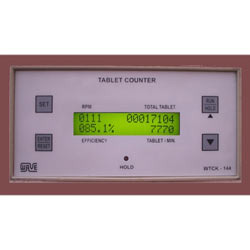 TABLET COUNTER
SET
RPM TOTAL TABLET
RUN
HOLD
0111 00017104
085.1% 7770
EFFICIENCY TABLET - MIN.
ENTER
RESET
HOLD
WAVE
WTCK - 144